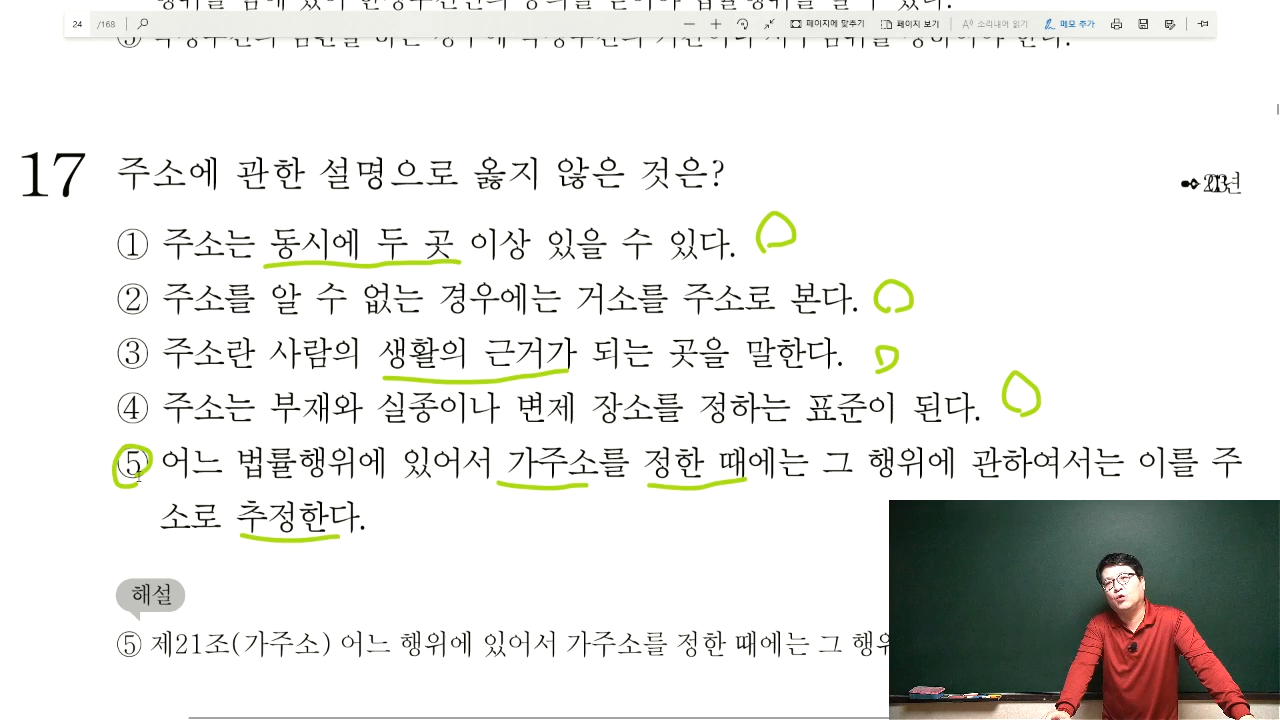 24 /168 페이지에 맞추기 페이지 보기 소리내어 읽기 메모 추가
17 주소에 관한 설명으로 옳지 않은 것은?
① 주소는 동시에 두 곳 이상 있을 수 있다.
② 주소를 알 수 없는 경우에는 거소를 주소로 본다.
③ 주소란 사람의 생활의 근거가 되는 곳을 말한다.
④ 주소는 부재와 실종이나 변제 장소를 정하는 표준이 된다.
⑤ 어느 법률행위에 있어서 가주소를 정한 때에는 그 행위에 관하여서는 이를 주
소로 추정한다.
해설
⑤ 제21조(가주소) 어느 행위에 있어서 가주소를 정한 때에는 그